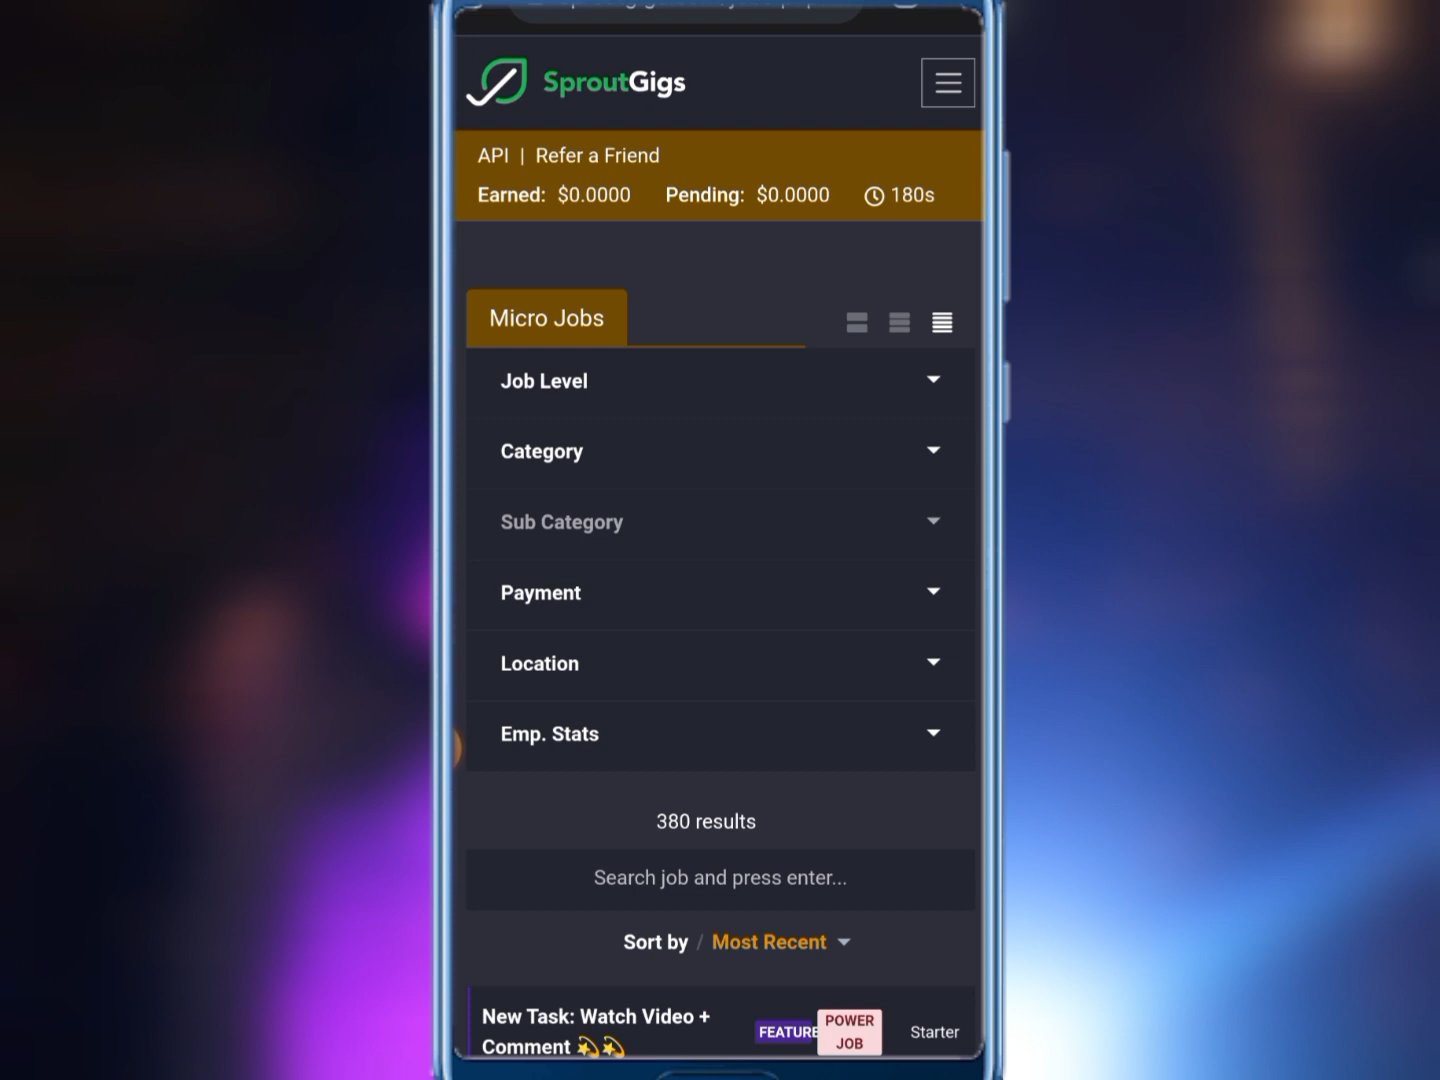 SproutGigs
API | Refer a Friend
Earned: $0.0000 Pending: $0.0000 180s
Micro Jobs
Job Level
Category
Sub Category
Payment
Location
Emp. Stats
380 results
Search job and press enter...
Sort by / Most Recent
New Task: Watch Video +
Comment 💫💫
FEATURE
POWER
JOB
Starter